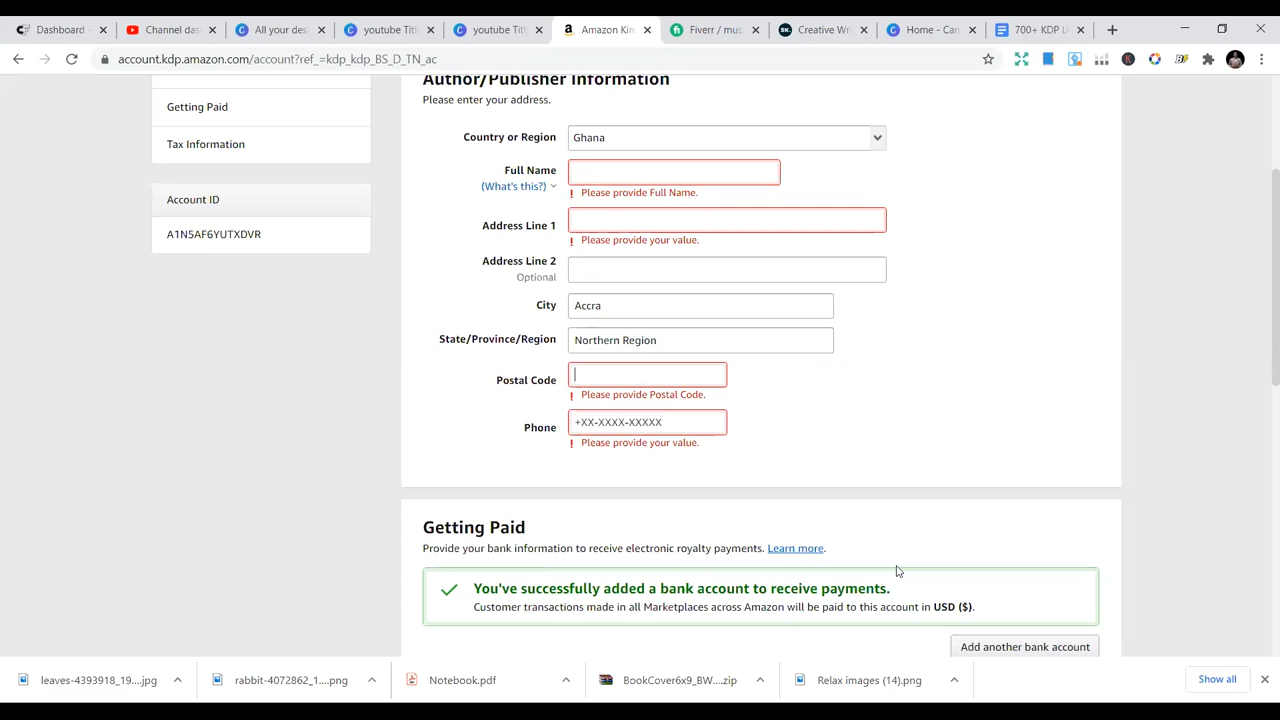 Dashboard -
Channel das
All your de
youtube Titl
youtube Titl
Amazon Kin
Fiverr / mus
Creative Wri
Home - Can
700+ KDP
account.kdp.amazon.com/account?ref_=kdp_kdp_BS_D_TN_ac
Author/Publisher Information
Please enter your address.
Getting Paid
Tax Information
Account ID
A1N5AF6YUTXDVR
Country or Region
Ghana
Full Name
(What's this?)
! Please provide Full Name.
Address Line 1
! Please provide your value.
Address Line 2
Optional
City
Accra
State/Province/Region
Northern Region
Postal Code
! Please provide Postal Code.
Phone
+XX-XXXX-XXXXX
! Please provide your value.
Getting Paid
Provide your bank information to receive electronic royalty payments. Learn more.
You've successfully added a bank account to receive payments.
Customer transactions made in all Marketplaces across Amazon will be paid to this account in USD ($).
Add another bank account
leaves-4393918_19....jpg
rabbit-4072862_1....png
Notebook.pdf
BookCover6x9_BW....zip
Relax images (14).png
Show all